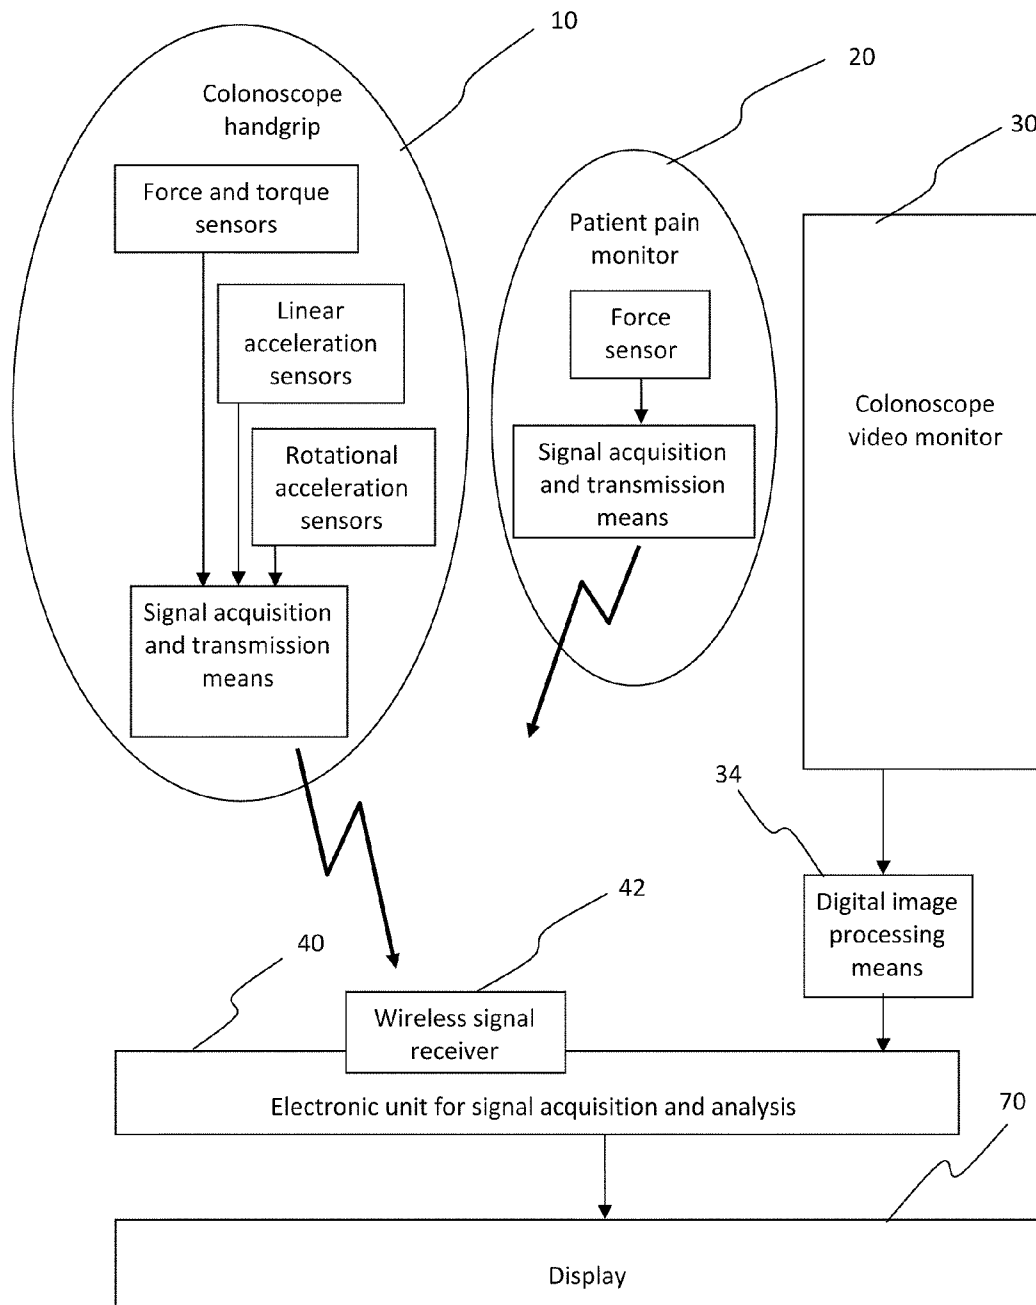 10
Colonoscope
handgrip
Force and torque
sensors
Linear
acceleration
sensors
Rotational
acceleration
sensors
Signal acquisition
and transmission
means
20
Patient pain
monitor
Force
sensor
Signal acquisition
and transmission
means
30
Colonoscope
video monitor
34
Digital image
processing
means
42
40
Wireless signal
receiver
Electronic unit for signal acquisition and analysis
70
Display